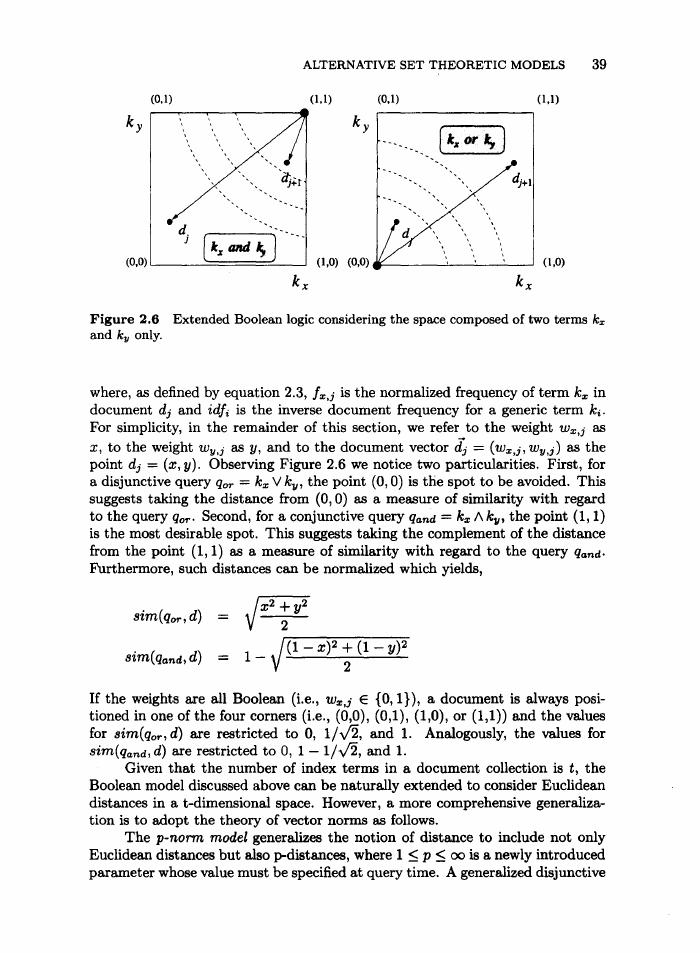 ALTERNATIVE SET THEORETIC MODELS 39
(0,1) (1,1) (0,1) (1,1)
k_y k_y
k_x or k_y
d_{j+1} d_{j+1}
d_j d_j
k_x and k_y
(0,0) (1,0) (0,0) (1,0)
k_x k_x
Figure 2.6 Extended Boolean logic considering the space composed of two terms k_x
and k_y only.
where, as defined by equation 2.3, f_{x,j} is the normalized frequency of term k_x in
document d_j and idf_i is the inverse document frequency for a generic term k_i.
For simplicity, in the remainder of this section, we refer to the weight w_{x,j} as
x, to the weight w_{y,j} as y, and to the document vector \vec{d}_j = (w_{x,j}, w_{y,j}) as the
point d_j = (x, y). Observing Figure 2.6 we notice two particularities. First, for
a disjunctive query q_{or} = k_x ∨ k_y, the point (0, 0) is the spot to be avoided. This
suggests taking the distance from (0, 0) as a measure of similarity with regard
to the query q_{or}. Second, for a conjunctive query q_{and} = k_x ∧ k_y, the point (1, 1)
is the most desirable spot. This suggests taking the complement of the distance
from the point (1, 1) as a measure of similarity with regard to the query q_{and}.
Furthermore, such distances can be normalized which yields,
sim(q_{or}, d) = \sqrt{\frac{x^2 + y^2}{2}}
sim(q_{and}, d) = 1 - \sqrt{\frac{(1 - x)^2 + (1 - y)^2}{2}}
If the weights are all Boolean (i.e., w_{x,j} ∈ {0, 1}), a document is always posi-
tioned in one of the four corners (i.e., (0,0), (0,1), (1,0), or (1,1)) and the values
for sim(q_{or}, d) are restricted to 0, 1/√2, and 1. Analogously, the values for
sim(q_{and}, d) are restricted to 0, 1 − 1/√2, and 1.
Given that the number of index terms in a document collection is t, the
Boolean model discussed above can be naturally extended to consider Euclidean
distances in a t-dimensional space. However, a more comprehensive generaliza-
tion is to adopt the theory of vector norms as follows.
The p-norm model generalizes the notion of distance to include not only
Euclidean distances but also p-distances, where 1 ≤ p ≤ ∞ is a newly introduced
parameter whose value must be specified at query time. A generalized disjunctive